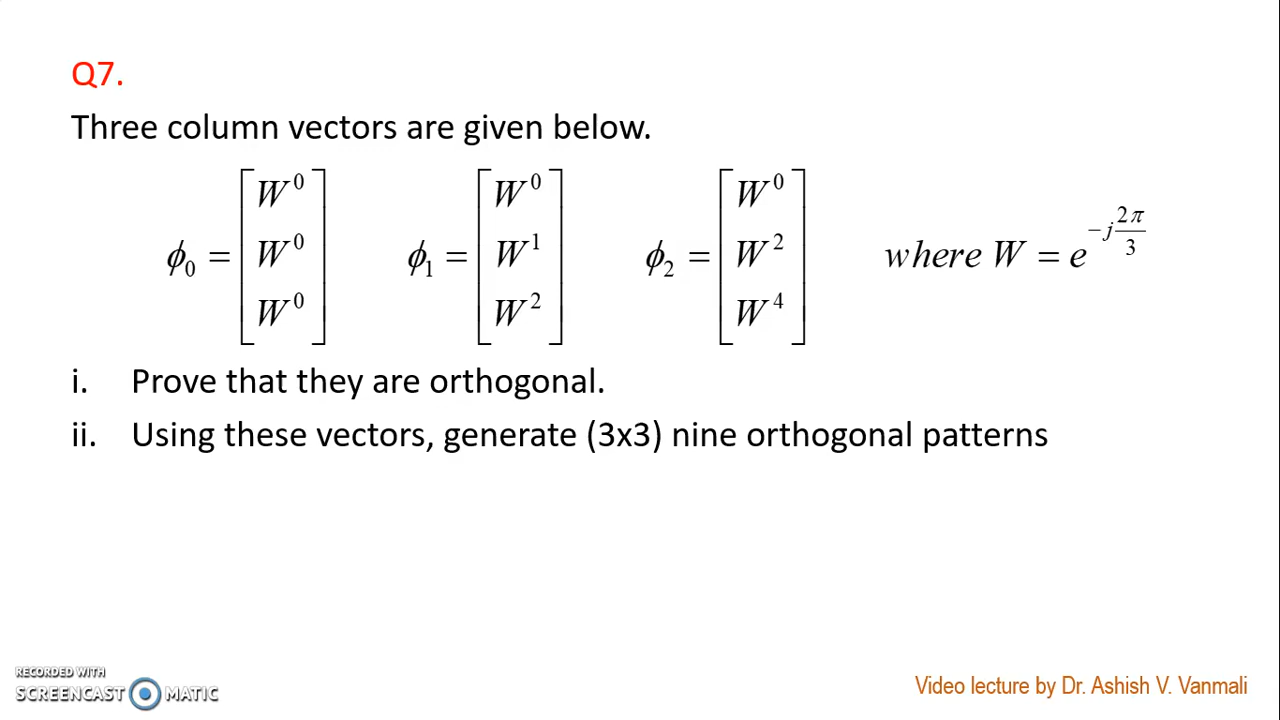 Q7.
Three column vectors are given below.
ϕ₀ = [W⁰ W⁰ W⁰] ϕ₁ = [W⁰ W¹ W²] ϕ₂ = [W⁰ W² W⁴] where W = e^(−j2π/3)
i. Prove that they are orthogonal.
ii. Using these vectors, generate (3x3) nine orthogonal patterns
RECORDED WITH
SCREENCAST MATIC
Video lecture by Dr. Ashish V. Vanmali